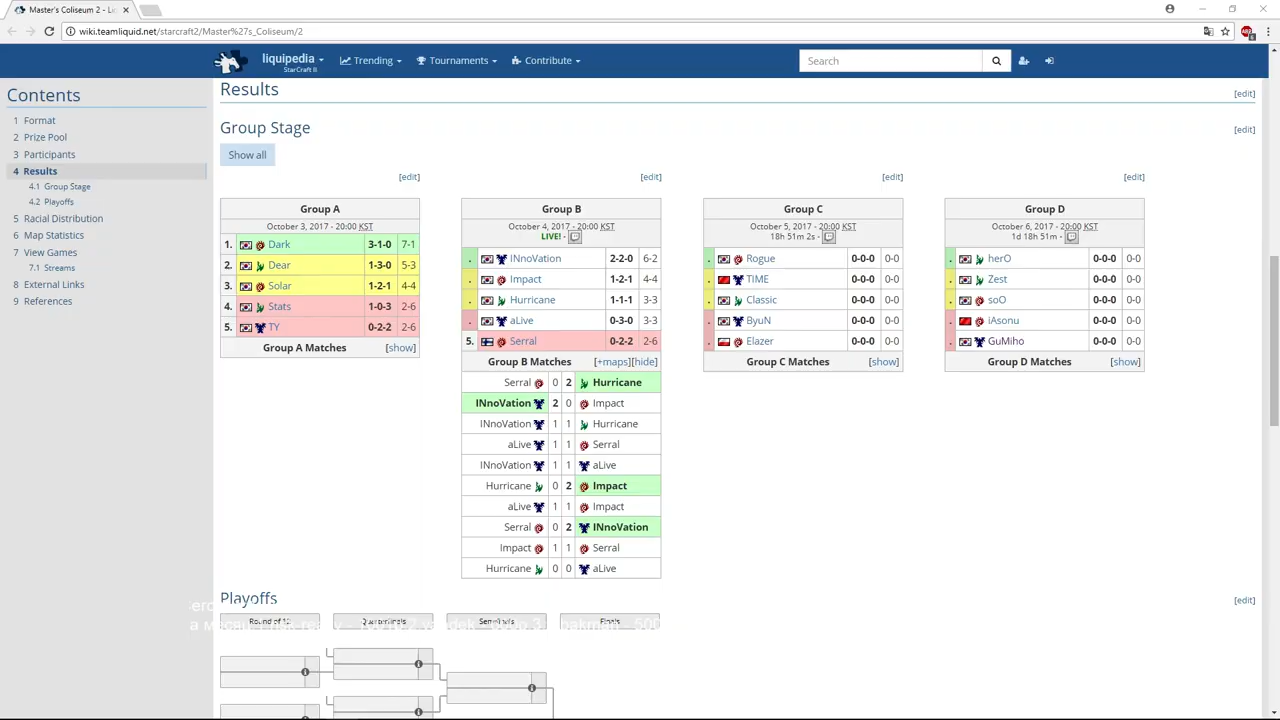 Master's Coliseum 2 - Li
wiki.teamliquid.net/starcraft2/Master%27s_Coliseum/2
liquipedia
StarCraft II
Trending
Tournaments
Contribute
Search
Contents
1 Format
2 Prize Pool
3 Participants
4 Results
4.1 Group Stage
4.2 Playoffs
5 Racial Distribution
6 Map Statistics
7 View Games
7.1 Streams
8 External Links
9 References
Results
[edit]
Group Stage
[edit]
Show all
[edit]
Group A
October 3, 2017 - 20:00 KST
1. Dark 3-1-0 7-1
2. Dear 1-3-0 5-3
3. Solar 1-2-1 4-4
4. Stats 1-0-3 2-6
5. TY 0-2-2 2-6
Group A Matches [show]
[edit]
Group B
October 4, 2017 - 20:00 KST
LIVE! -
. INnoVation 2-2-0 6-2
. Impact 1-2-1 4-4
. Hurricane 1-1-1 3-3
. aLive 0-3-0 3-3
5. Serral 0-2-2 2-6
Group B Matches [+maps][hide]
Serral 0 2 Hurricane
INnoVation 2 0 Impact
INnoVation 1 1 Hurricane
aLive 1 1 Serral
INnoVation 1 1 aLive
Hurricane 0 2 Impact
aLive 1 1 Impact
Serral 0 2 INnoVation
Impact 1 1 Serral
Hurricane 0 0 aLive
[edit]
Group C
October 5, 2017 - 20:00 KST
18h 51m 2s -
. Rogue 0-0-0 0-0
. TIME 0-0-0 0-0
. Classic 0-0-0 0-0
. ByuN 0-0-0 0-0
. Elazer 0-0-0 0-0
Group C Matches [show]
[edit]
Group D
October 6, 2017 - 20:00 KST
1d 18h 51m -
. herO 0-0-0 0-0
. Zest 0-0-0 0-0
. soO 0-0-0 0-0
. iAsonu 0-0-0 0-0
. GuMiho 0-0-0 0-0
Group D Matches [show]
Playoffs
[edit]
Round of 12
Quarterfinals
Semifinals
Finals